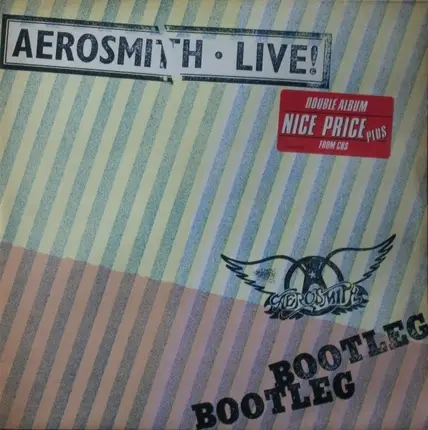 AEROSMITH • LIVE!
DOUBLE ALBUM
NICE PRICE PLUS
FROM CBS
AEROSMITH
BOOTLEG
BOOTLEG